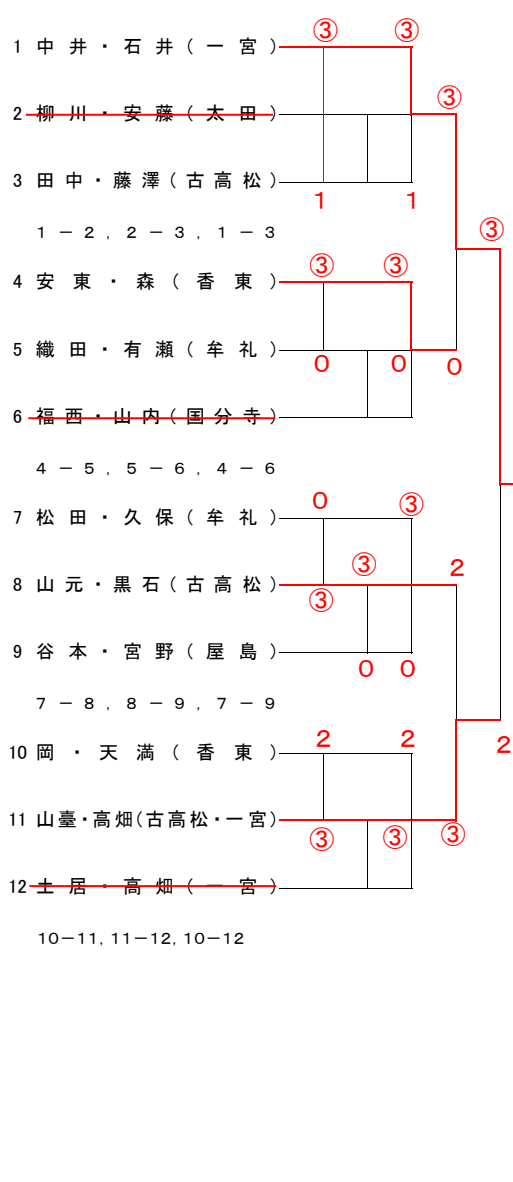 ③ ③
1 中井・石井(一宮)
③
2 柳川・安藤(太田)
3 田中・藤澤(古高松)
1 1
1－2,2－3,1－3
③
③ ③
4 安東・森(香東)
5 織田・有瀬(牟礼)
0 0 0
6 福西・山内(国分寺)
4－5,5－6,4－6
0 ③
7 松田・久保(牟礼)
③ 2
8 山元・黒石(古高松)
③
9 谷本・宮野(屋島)
0 0
7－8,8－9,7－9
2 2 2
10 岡・天満(香東)
11 山臺・高畑(古高松・一宮)
③ ③ ③
12 土居・高畑(一宮)
10－11,11－12,10－12